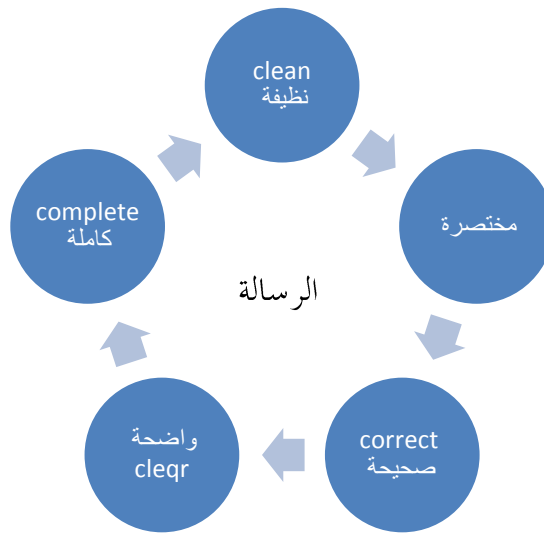 clean
نظيفة
مختصرة
correct
صحيحة
واضحة
cleqr
complete
كاملة
الرسالة